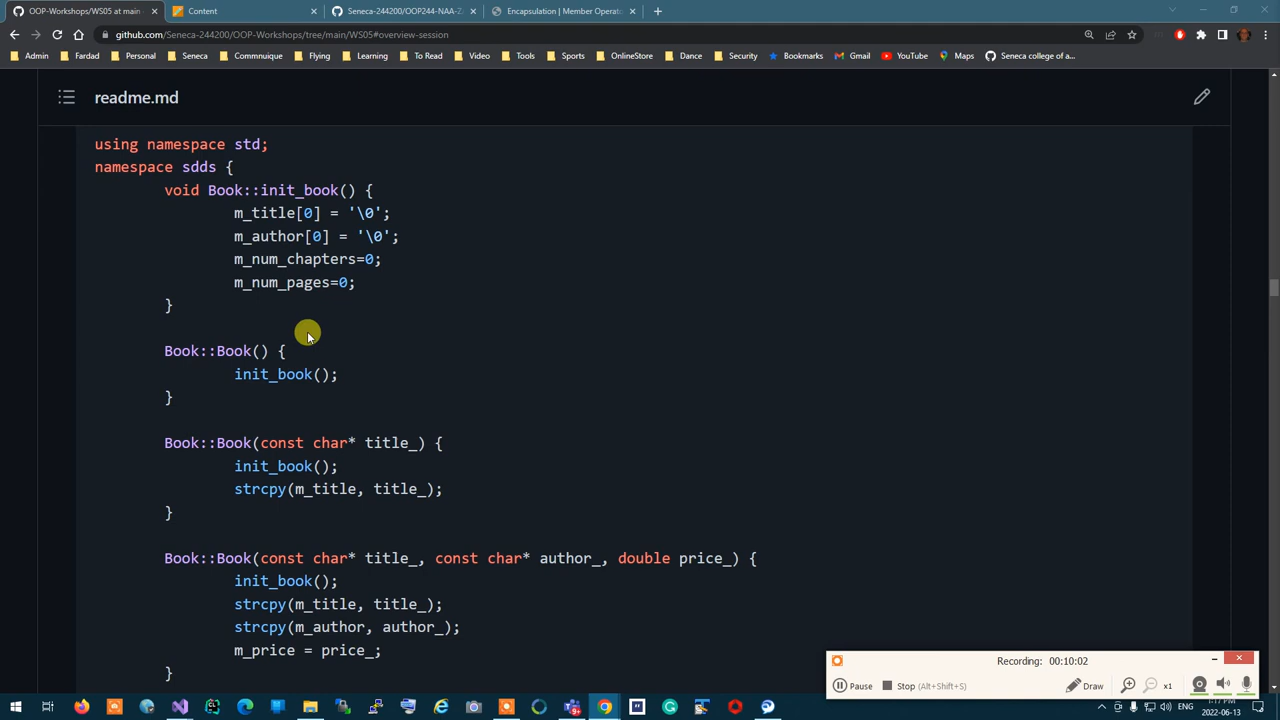 OOP-Workshops/WS05 at main
Content
Seneca-244200/OOP244-NAA-Z
Encapsulation | Member Operato
github.com/Seneca-244200/OOP-Workshops/tree/main/WS05#overview-session
Admin Fardad Personal Seneca Commnuique Flying Learning To Read Video Tools Sports OnlineStore Dance Security Bookmarks Gmail YouTube Maps Seneca college of a...
readme.md
using namespace std;
namespace sdds {
void Book::init_book() {
m_title[0] = '\0';
m_author[0] = '\0';
m_num_chapters=0;
m_num_pages=0;
}
Book::Book() {
init_book();
}
Book::Book(const char* title_) {
init_book();
strcpy(m_title, title_);
}
Book::Book(const char* title_, const char* author_, double price_) {
init_book();
strcpy(m_title, title_);
strcpy(m_author, author_);
m_price = price_;
}
Recording: 00:10:02
Pause Stop (Alt+Shift+S) Draw x1
ENG
2022-06-13